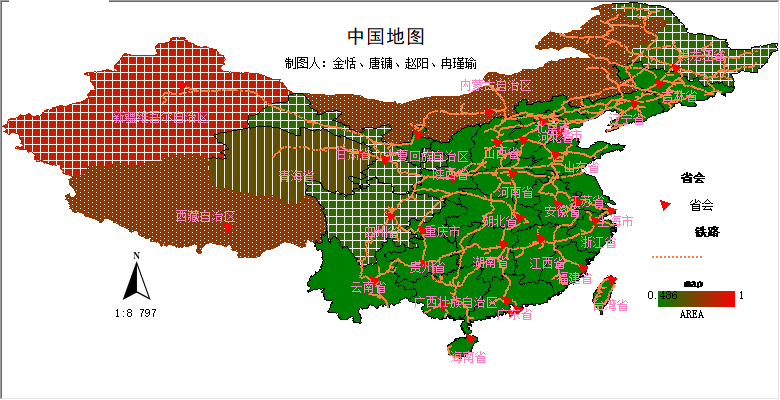 中国地图
制图人：金恬、唐镛、赵阳、冉瑾瑜
内蒙古自治区
黑龙江省
吉林省
辽宁省
新疆维吾尔自治区
北京市
天津市
河北省
甘肃省
宁夏回族自治区
山西省
山东省
青海省
陕西省
河南省
省会
省会
西藏自治区
江苏省
安徽省
上海市
四川省
重庆市
湖北省
铁路
浙江省
湖南省
江西省
贵州省
福建省
N
云南省
map
广西壮族自治区
0.486
1
台湾省
广东省
1:8 797
AREA
海南省